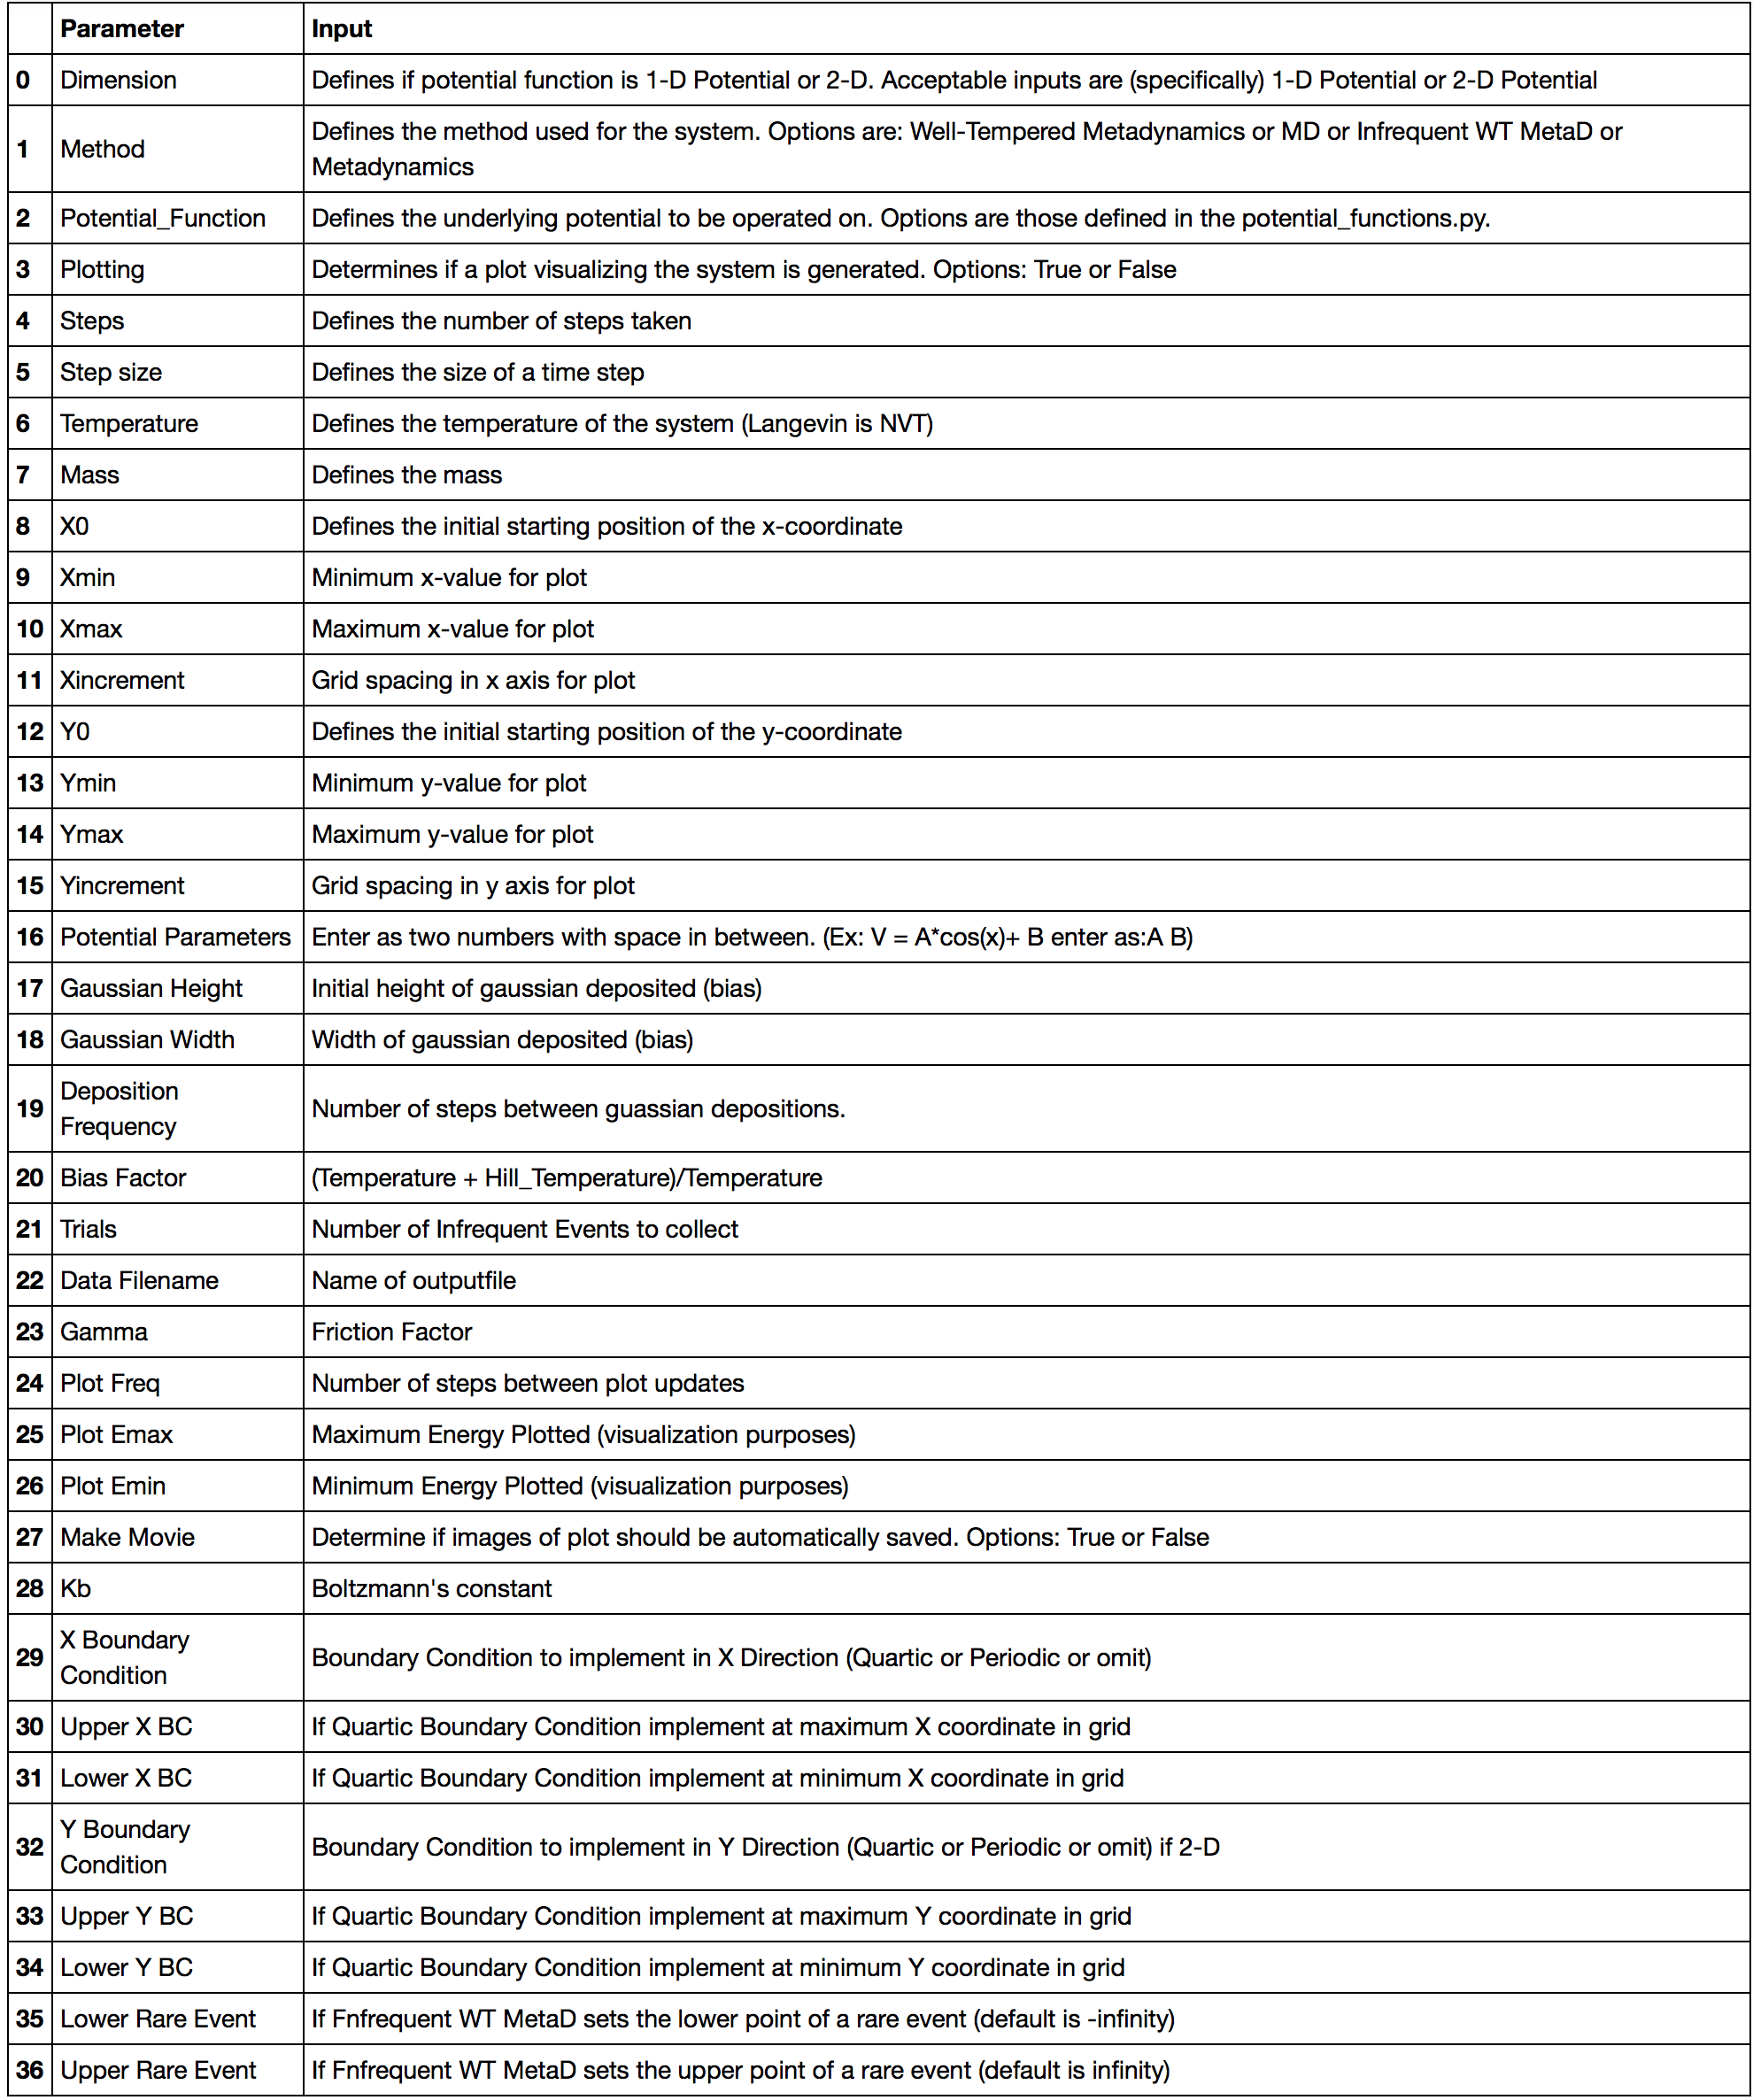 Parameter Input
0 Dimension Defines if potential function is 1-D Potential or 2-D. Acceptable inputs are (specifically) 1-D Potential or 2-D Potential
1 Method Defines the method used for the system. Options are: Well-Tempered Metadynamics or MD or Infrequent WT MetaD or
Metadynamics
2 Potential_Function Defines the underlying potential to be operated on. Options are those defined in the potential_functions.py.
3 Plotting Determines if a plot visualizing the system is generated. Options: True or False
4 Steps Defines the number of steps taken
5 Step size Defines the size of a time step
6 Temperature Defines the temperature of the system (Langevin is NVT)
7 Mass Defines the mass
8 X0 Defines the initial starting position of the x-coordinate
9 Xmin Minimum x-value for plot
10 Xmax Maximum x-value for plot
11 Xincrement Grid spacing in x axis for plot
12 Y0 Defines the initial starting position of the y-coordinate
13 Ymin Minimum y-value for plot
14 Ymax Maximum y-value for plot
15 Yincrement Grid spacing in y axis for plot
16 Potential Parameters Enter as two numbers with space in between. (Ex: V = A*cos(x)+ B enter as:A B)
17 Gaussian Height Initial height of gaussian deposited (bias)
18 Gaussian Width Width of gaussian deposited (bias)
19 Deposition
Frequency Number of steps between guassian depositions.
20 Bias Factor (Temperature + Hill_Temperature)/Temperature
21 Trials Number of Infrequent Events to collect
22 Data Filename Name of outputfile
23 Gamma Friction Factor
24 Plot Freq Number of steps between plot updates
25 Plot Emax Maximum Energy Plotted (visualization purposes)
26 Plot Emin Minimum Energy Plotted (visualization purposes)
27 Make Movie Determine if images of plot should be automatically saved. Options: True or False
28 Kb Boltzmann's constant
29 X Boundary
Condition Boundary Condition to implement in X Direction (Quartic or Periodic or omit)
30 Upper X BC If Quartic Boundary Condition implement at maximum X coordinate in grid
31 Lower X BC If Quartic Boundary Condition implement at minimum X coordinate in grid
32 Y Boundary
Condition Boundary Condition to implement in Y Direction (Quartic or Periodic or omit) if 2-D
33 Upper Y BC If Quartic Boundary Condition implement at maximum Y coordinate in grid
34 Lower Y BC If Quartic Boundary Condition implement at minimum Y coordinate in grid
35 Lower Rare Event If Fnfrequent WT MetaD sets the lower point of a rare event (default is -infinity)
36 Upper Rare Event If Fnfrequent WT MetaD sets the upper point of a rare event (default is infinity)